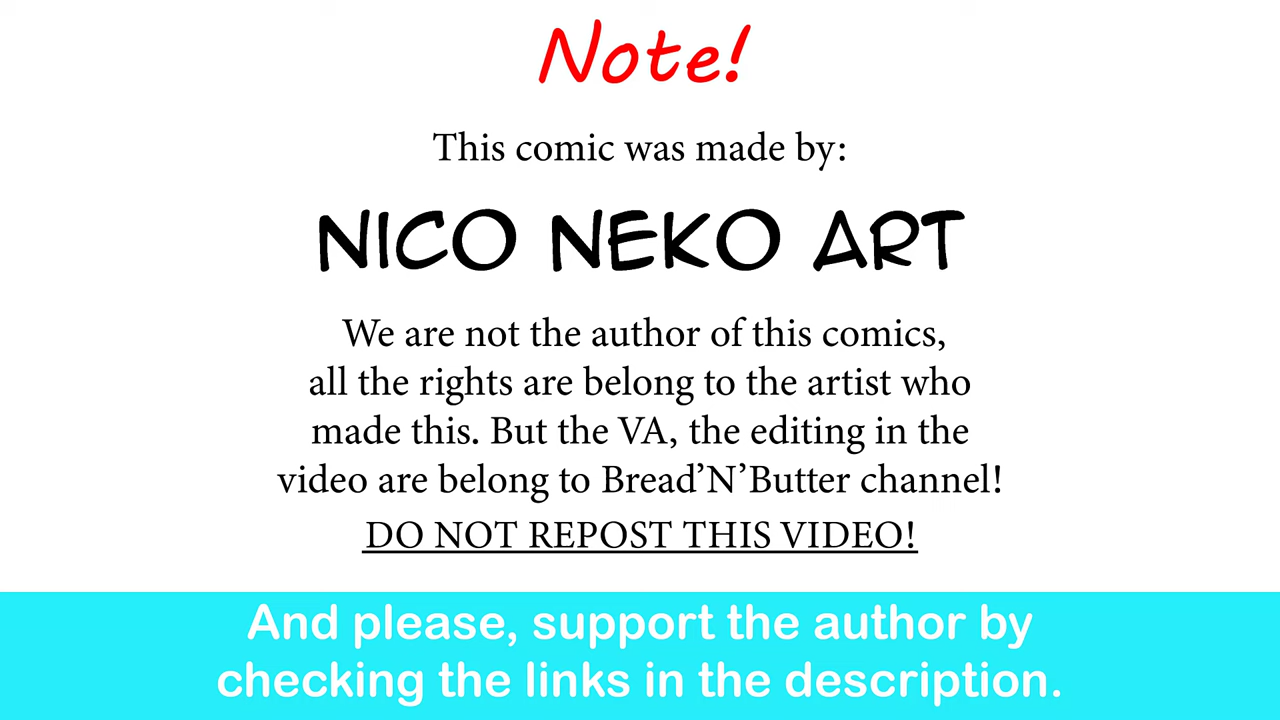 Note!
This comic was made by:
NICO NEKO ART
We are not the author of this comics,
all the rights are belong to the artist who
made this. But the VA, the editing in the
video are belong to Bread’N’Butter channel!
DO NOT REPOST THIS VIDEO!
And please, support the author by
checking the links in the description.